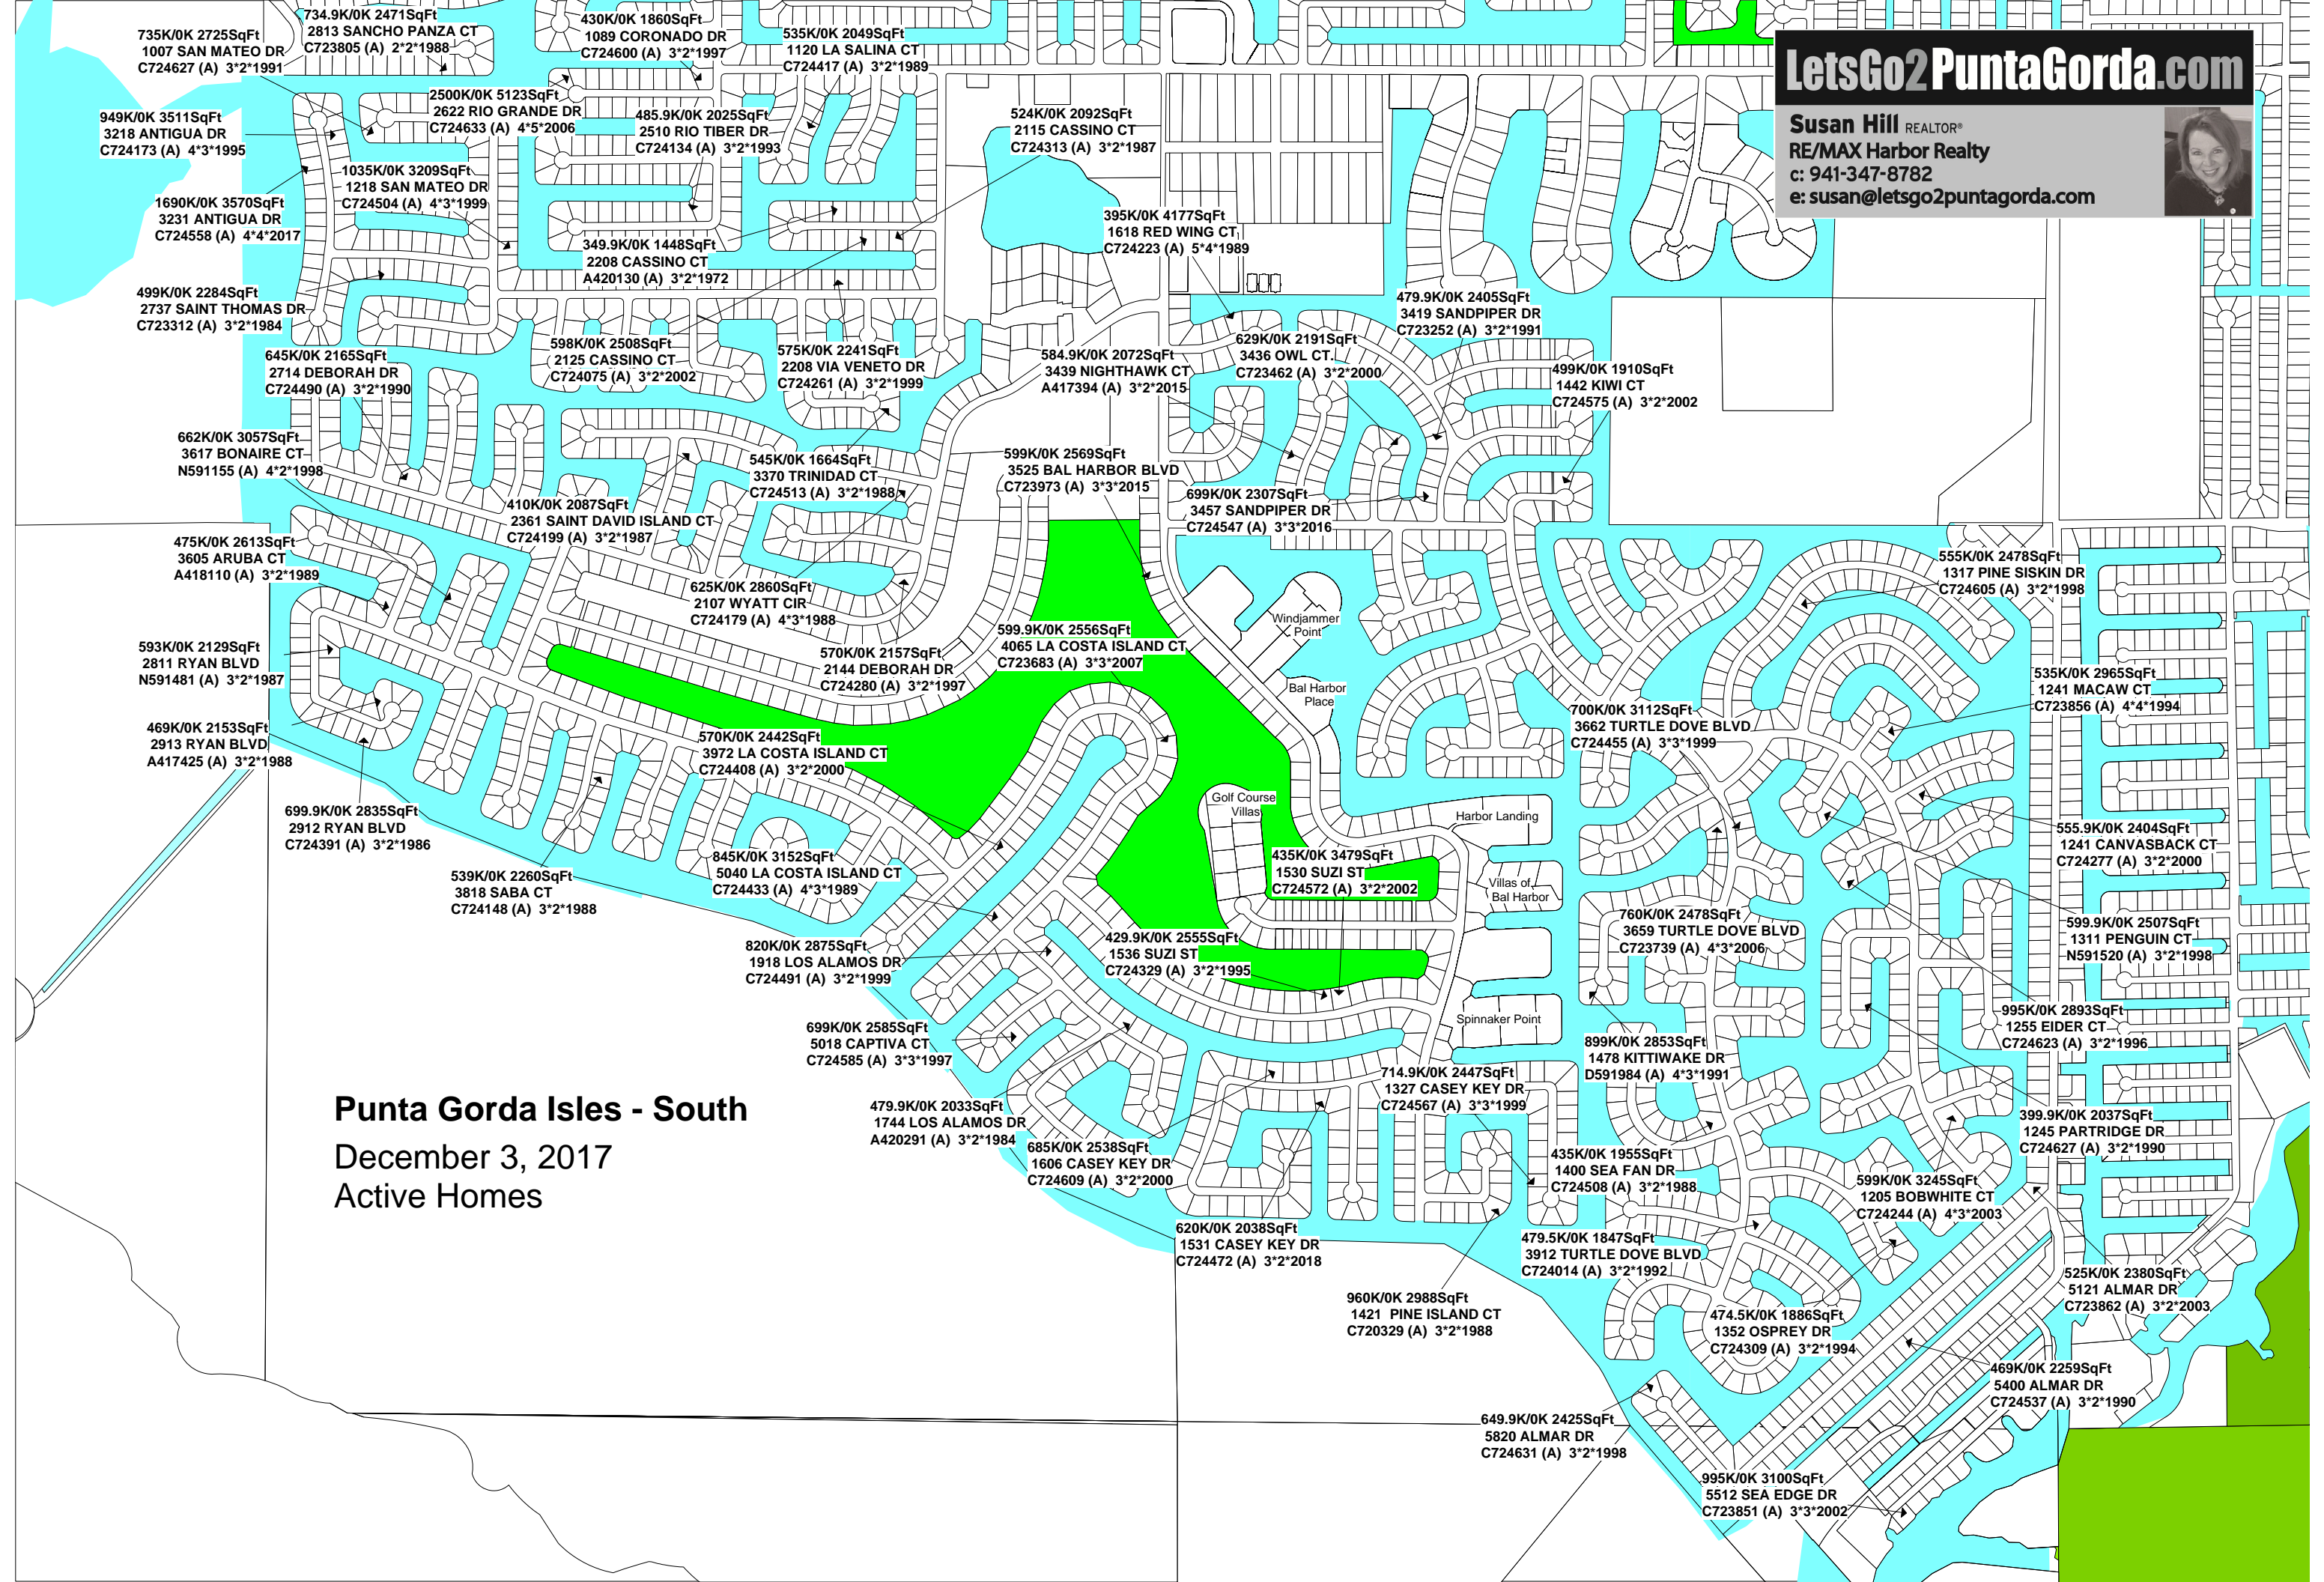 734.9K/0K 2471SqFt
2813 SANCHO PANZA CT
C723805 (A) 2*2*1988
430K/0K 1860SqFt
1089 CORONADO DR
C724600 (A) 3*2*1997
735K/0K 2725SqFt
1007 SAN MATEO DR
C724627 (A) 3*2*1991
535K/0K 2049SqFt
1120 LA SALINA CT
C724417 (A) 3*2*1989
LetsGo2PuntaGorda.com
Susan Hill REALTOR®
RE/MAX Harbor Realty
c: 941-347-8782
e: susan@letsgo2puntagorda.com
2500K/0K 5123SqFt
2622 RIO GRANDE DR
C724633 (A) 4*5*2006
949K/0K 3511SqFt
3218 ANTIGUA DR
C724173 (A) 4*3*1995
485.9K/0K 2025SqFt
2510 RIO TIBER DR
C724134 (A) 3*2*1993
524K/0K 2092SqFt
2115 CASSINO CT
C724313 (A) 3*2*1987
1035K/0K 3209SqFt
1218 SAN MATEO DR
C724504 (A) 4*3*1999
1690K/0K 3570SqFt
3231 ANTIGUA DR
C724558 (A) 4*4*2017
395K/0K 4177SqFt
1618 RED WING CT
C724223 (A) 5*4*1989
349.9K/0K 1448SqFt
2208 CASSINO CT
A420130 (A) 3*2*1972
499K/0K 2284SqFt
2737 SAINT THOMAS DR
C723312 (A) 3*2*1984
479.9K/0K 2405SqFt
3419 SANDPIPER DR
C723252 (A) 3*2*1991
598K/0K 2508SqFt
2125 CASSINO CT
C724075 (A) 3*2*2002
575K/0K 2241SqFt
2208 VIA VENETO DR
C724261 (A) 3*2*1999
629K/0K 2191SqFt
3436 OWL CT
C723462 (A) 3*2*2000
645K/0K 2165SqFt
2714 DEBORAH DR
C724490 (A) 3*2*1990
584.9K/0K 2072SqFt
3439 NIGHTHAWK CT
A417394 (A) 3*2*2015
499K/0K 1910SqFt
1442 KIWI CT
C724575 (A) 3*2*2002
662K/0K 3057SqFt
3617 BONAIRE CT
N591155 (A) 4*2*1998
545K/0K 1664SqFt
3370 TRINIDAD CT
C724513 (A) 3*2*1988
599K/0K 2569SqFt
3525 BAL HARBOR BLVD
C723973 (A) 3*3*2015
699K/0K 2307SqFt
3457 SANDPIPER DR
C724547 (A) 3*3*2016
410K/0K 2087SqFt
2361 SAINT DAVID ISLAND CT
C724199 (A) 3*2*1987
475K/0K 2613SqFt
3605 ARUBA CT
A418110 (A) 3*2*1989
555K/0K 2478SqFt
1317 PINE SISKIN DR
C724605 (A) 3*2*1998
625K/0K 2860SqFt
2107 WYATT CIR
C724179 (A) 4*3*1988
Windjammer
Point
599.9K/0K 2556SqFt
4065 LA COSTA ISLAND CT
C723683 (A) 3*3*2007
593K/0K 2129SqFt
2811 RYAN BLVD
N591481 (A) 3*2*1987
570K/0K 2157SqFt
2144 DEBORAH DR
C724280 (A) 3*2*1997
Bal Harbor
Place
535K/0K 2965SqFt
1241 MACAW CT
C723856 (A) 4*4*1994
700K/0K 3112SqFt
3662 TURTLE DOVE BLVD
C724455 (A) 3*3*1999
469K/0K 2153SqFt
2913 RYAN BLVD
A417425 (A) 3*2*1988
570K/0K 2442SqFt
3972 LA COSTA ISLAND CT
C724408 (A) 3*2*2000
Golf Course
Villas
Harbor Landing
699.9K/0K 2835SqFt
2912 RYAN BLVD
C724391 (A) 3*2*1986
555.9K/0K 2404SqFt
1241 CANVASBACK CT
C724277 (A) 3*2*2000
845K/0K 3152SqFt
5040 LA COSTA ISLAND CT
C724433 (A) 4*3*1989
435K/0K 3479SqFt
1530 SUZI ST
C724572 (A) 3*2*2002
539K/0K 2260SqFt
3818 SABA CT
C724148 (A) 3*2*1988
Villas of
Bal Harbor
760K/0K 2478SqFt
3659 TURTLE DOVE BLVD
C723739 (A) 4*3*2006
599.9K/0K 2507SqFt
1311 PENGUIN CT
N591520 (A) 3*2*1998
820K/0K 2875SqFt
1918 LOS ALAMOS DR
C724491 (A) 3*2*1999
429.9K/0K 2555SqFt
1536 SUZI ST
C724329 (A) 3*2*1995
Spinnaker Point
995K/0K 2893SqFt
1255 EIDER CT
C724623 (A) 3*2*1996
699K/0K 2585SqFt
5018 CAPTIVA CT
C724585 (A) 3*3*1997
899K/0K 2853SqFt
1478 KITTIWAKE DR
D591984 (A) 4*3*1991
714.9K/0K 2447SqFt
1327 CASEY KEY DR
C724567 (A) 3*3*1999
Punta Gorda Isles - South
December 3, 2017
Active Homes
479.9K/0K 2033SqFt
1744 LOS ALAMOS DR
A420291 (A) 3*2*1984
399.9K/0K 2037SqFt
1245 PARTRIDGE DR
C724627 (A) 3*2*1990
685K/0K 2538SqFt
1606 CASEY KEY DR
C724609 (A) 3*2*2000
435K/0K 1955SqFt
1400 SEA FAN DR
C724508 (A) 3*2*1988
599K/0K 3245SqFt
1205 BOBWHITE CT
C724244 (A) 4*3*2003
620K/0K 2038SqFt
1531 CASEY KEY DR
C724472 (A) 3*2*2018
479.5K/0K 1847SqFt
3912 TURTLE DOVE BLVD
C724014 (A) 3*2*1992
525K/0K 2380SqFt
5121 ALMAR DR
C723862 (A) 3*2*2003
960K/0K 2988SqFt
1421 PINE ISLAND CT
C720329 (A) 3*2*1988
474.5K/0K 1886SqFt
1352 OSPREY DR
C724309 (A) 3*2*1994
469K/0K 2259SqFt
5400 ALMAR DR
C724537 (A) 3*2*1990
649.9K/0K 2425SqFt
5820 ALMAR DR
C724631 (A) 3*2*1998
995K/0K 3100SqFt
5512 SEA EDGE DR
C723851 (A) 3*3*2002